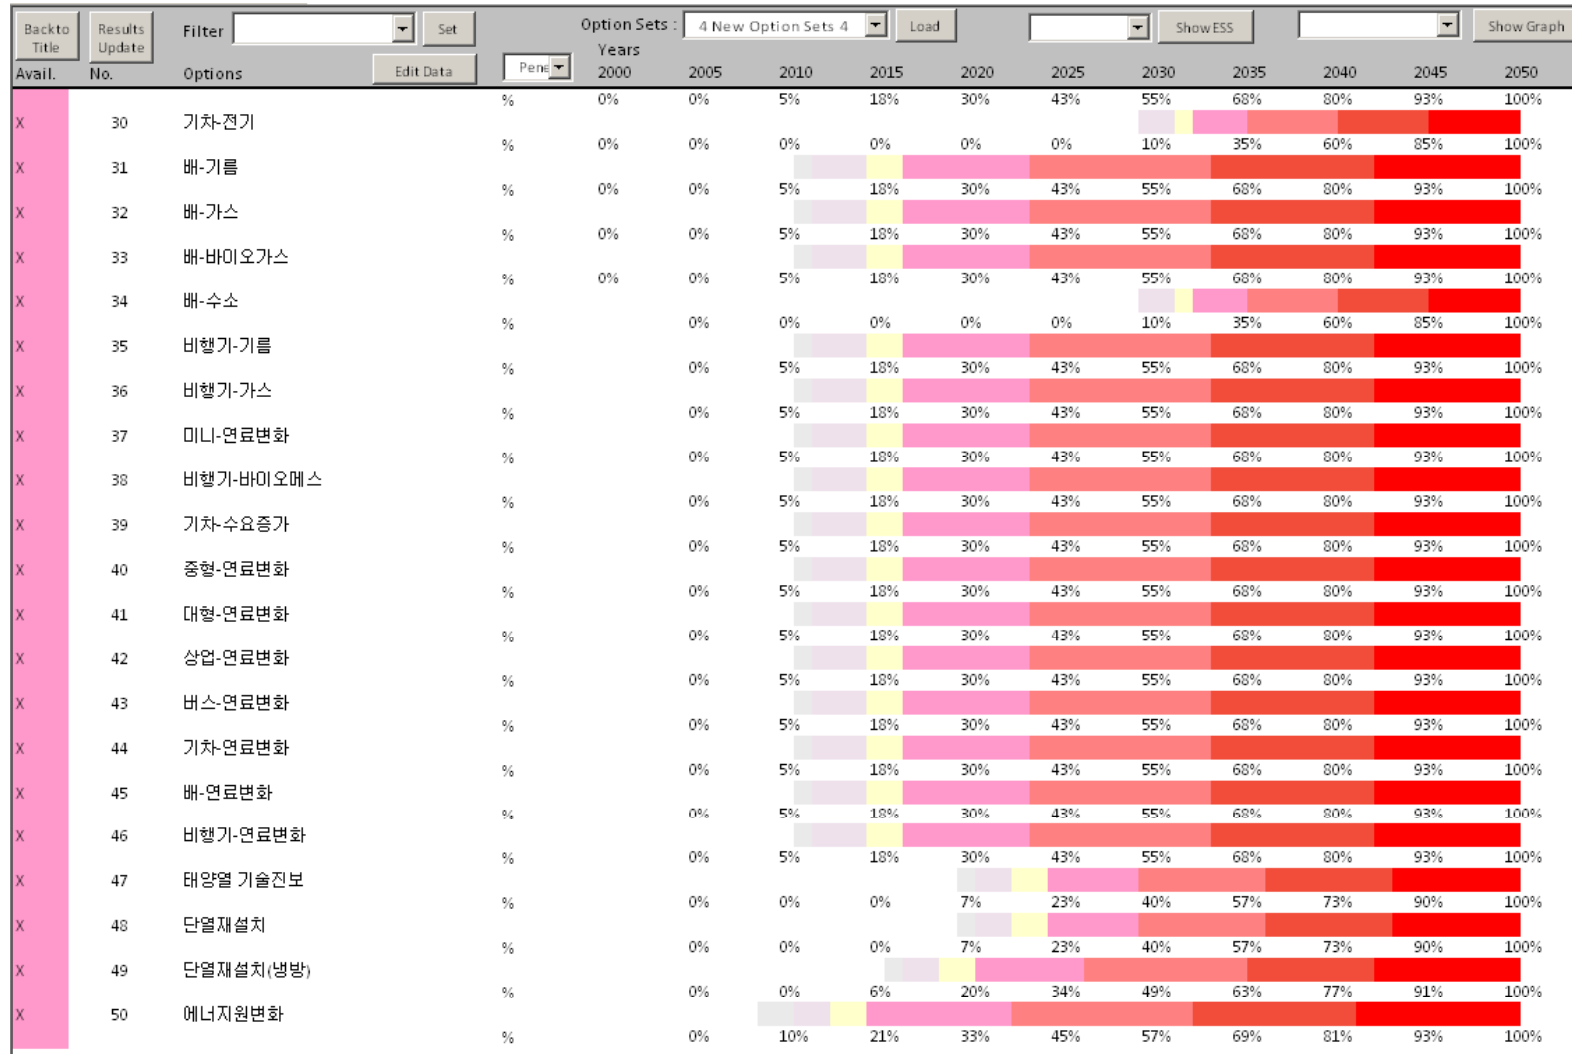 Back to Title Results Update Filter Set Option Sets : 4 New Option Sets 4 Load Show ESS Show Graph
Years
Avail. No. Options Edit Data Pene 2000 2005 2010 2015 2020 2025 2030 2035 2040 2045 2050
% 0% 0% 5% 18% 30% 43% 55% 68% 80% 93% 100%
X 30 기차-전기
% 0% 0% 0% 0% 0% 0% 10% 35% 60% 85% 100%
X 31 배-기름
% 0% 0% 5% 18% 30% 43% 55% 68% 80% 93% 100%
X 32 배-가스
% 0% 0% 5% 18% 30% 43% 55% 68% 80% 93% 100%
X 33 배-바이오가스
% 0% 0% 5% 18% 30% 43% 55% 68% 80% 93% 100%
X 34 배-수소
% 0% 0% 0% 0% 0% 10% 35% 60% 85% 100%
X 35 비행기-기름
% 0% 5% 18% 30% 43% 55% 68% 80% 93% 100%
X 36 비행기-가스
% 0% 5% 18% 30% 43% 55% 68% 80% 93% 100%
X 37 미니-연료변화
% 0% 5% 18% 30% 43% 55% 68% 80% 93% 100%
X 38 비행기-바이오메스
% 0% 5% 18% 30% 43% 55% 68% 80% 93% 100%
X 39 기차-수요증가
% 0% 5% 18% 30% 43% 55% 68% 80% 93% 100%
X 40 중형-연료변화
% 0% 5% 18% 30% 43% 55% 68% 80% 93% 100%
X 41 대형-연료변화
% 0% 5% 18% 30% 43% 55% 68% 80% 93% 100%
X 42 상업-연료변화
% 0% 5% 18% 30% 43% 55% 68% 80% 93% 100%
X 43 버스-연료변화
% 0% 5% 18% 30% 43% 55% 68% 80% 93% 100%
X 44 기차-연료변화
% 0% 5% 18% 30% 43% 55% 68% 80% 93% 100%
X 45 배-연료변화
% 0% 5% 18% 30% 43% 55% 68% 80% 93% 100%
X 46 비행기-연료변화
% 0% 5% 18% 30% 43% 55% 68% 80% 93% 100%
X 47 태양열 기술진보
% 0% 0% 0% 7% 23% 40% 57% 73% 90% 100%
X 48 단열재설치
% 0% 0% 0% 7% 23% 40% 57% 73% 90% 100%
X 49 단열재설치(냉방)
% 0% 0% 6% 20% 34% 49% 63% 77% 91% 100%
X 50 에너지원변화
% 0% 10% 21% 33% 45% 57% 69% 81% 93% 100%